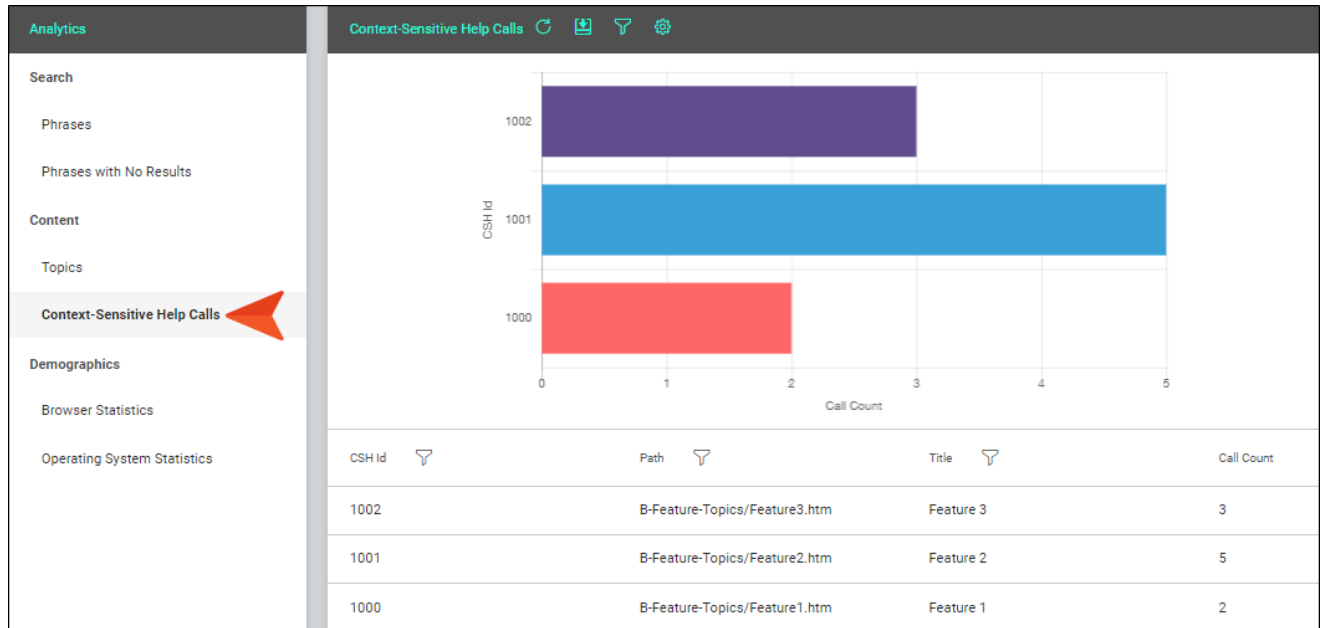 Analytics
Search
Phrases
Phrases with No Results
Content
Topics
Context-Sensitive Help Calls
Demographics
Browser Statistics
Operating System Statistics
Context-Sensitive Help Calls
CSH Id
1002
1001
1000
0 1 2 3 4 5
Call Count
CSH Id Path Title Call Count
1002 B-Feature-Topics/Feature3.htm Feature 3 3
1001 B-Feature-Topics/Feature2.htm Feature 2 5
1000 B-Feature-Topics/Feature1.htm Feature 1 2